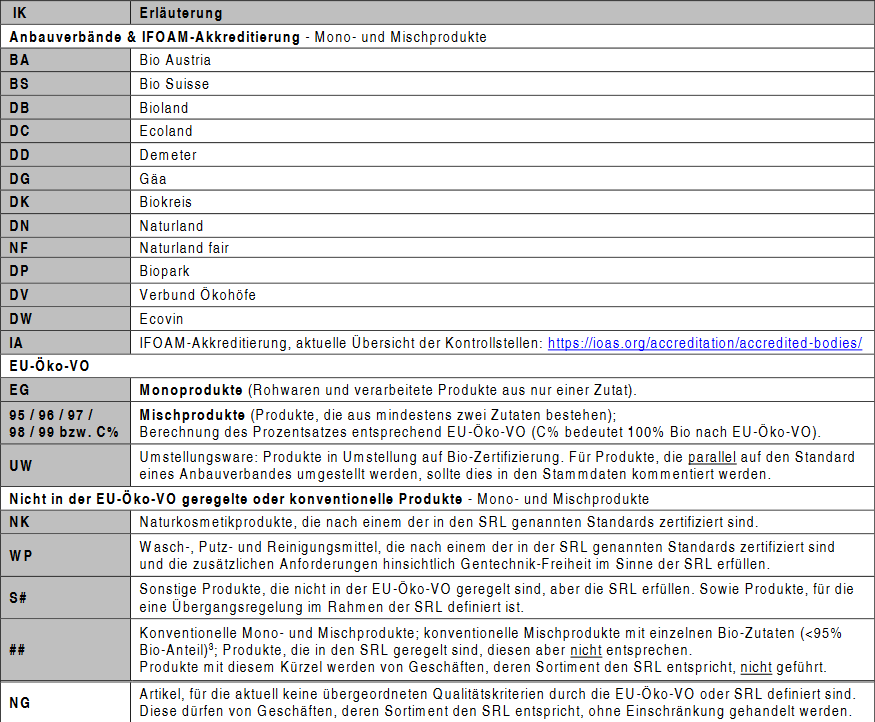 IK Erläuterung
Anbauverbände & IFOAM-Akkreditierung - Mono- und Mischprodukte
BA Bio Austria
BS Bio Suisse
DB Bioland
DC Ecoland
DD Demeter
DG Gäa
DK Biokreis
DN Naturland
NF Naturland fair
DP Biopark
DV Verbund Ökohöfe
DW Ecovin
IA IFOAM-Akkreditierung, aktuelle Übersicht der Kontrollstellen: https://ioas.org/accreditation/accredited-bodies/
EU-Öko-VO
EG Monoprodukte (Rohwaren und verarbeitete Produkte aus nur einer Zutat).
95 / 96 / 97 / Mischprodukte (Produkte, die aus mindestens zwei Zutaten bestehen);
98 / 99 bzw. C% Berechnung des Prozentsatzes entsprechend EU-Öko-VO (C% bedeutet 100% Bio nach EU-Öko-VO).
UW Umstellungsware: Produkte in Umstellung auf Bio-Zertifizierung. Für Produkte, die parallel auf den Standard
eines Anbauverbandes umgestellt werden, sollte dies in den Stammdaten kommentiert werden.
Nicht in der EU-Öko-VO geregelte oder konventionelle Produkte - Mono- und Mischprodukte
NK Naturkosmetikprodukte, die nach einem der in den SRL genannten Standards zertifiziert sind.
WP Wasch-, Putz- und Reinigungsmittel, die nach einem der in der SRL genannten Standards zertifiziert sind
und die zusätzlichen Anforderungen hinsichtlich Gentechnik-Freiheit im Sinne der SRL erfüllen.
S# Sonstige Produkte, die nicht in der EU-Öko-VO geregelt sind, aber die SRL erfüllen. Sowie Produkte, für die
eine Übergangsregelung im Rahmen der SRL definiert ist.
## Konventionelle Mono- und Mischprodukte; konventionelle Mischprodukte mit einzelnen Bio-Zutaten (<95%
Bio-Anteil)⁸; Produkte, die in den SRL geregelt sind, diesen aber nicht entsprechen.
Produkte mit diesem Kürzel werden von Geschäften, deren Sortiment den SRL entspricht, nicht geführt.
NG Artikel, für die aktuell keine übergeordneten Qualitätskriterien durch die EU-Öko-VO oder SRL definiert sind.
Diese dürfen von Geschäften, deren Sortiment den SRL entspricht, ohne Einschränkung gehandelt werden.